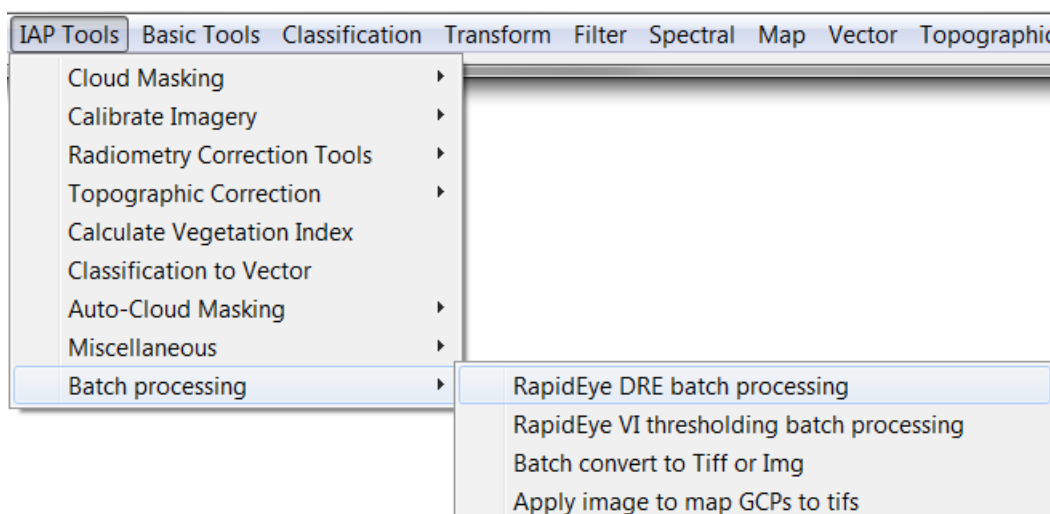 IAP Tools Basic Tools Classification Transform Filter Spectral Map Vector Topographic
Cloud Masking
Calibrate Imagery
Radiometry Correction Tools
Topographic Correction
Calculate Vegetation Index
Classification to Vector
Auto-Cloud Masking
Miscellaneous
Batch processing
RapidEye DRE batch processing
RapidEye VI thresholding batch processing
Batch convert to Tiff or Img
Apply image to map GCPs to tifs